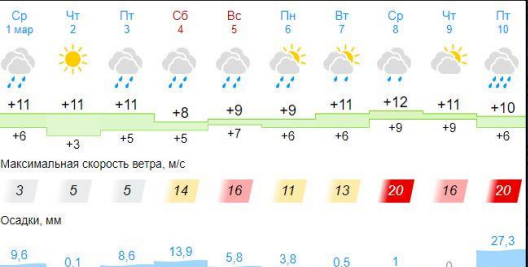 Ср Чт Пт Сб Вс Пн Вт Ср Чт Пт
1 мар 2 3 4 5 6 7 8 9 10
+11 +11 +11 +8 +9 +9 +11 +12 +11 +10
+6 +3 +5 +5 +7 +6 +6 +9 +9 +6
Максимальная скорость ветра, м/с
3 5 5 14 16 11 13 20 16 20
Осадки, мм
9,6 0,1 8,6 13,9 5,8 3,8 0,5 1 0 27,3